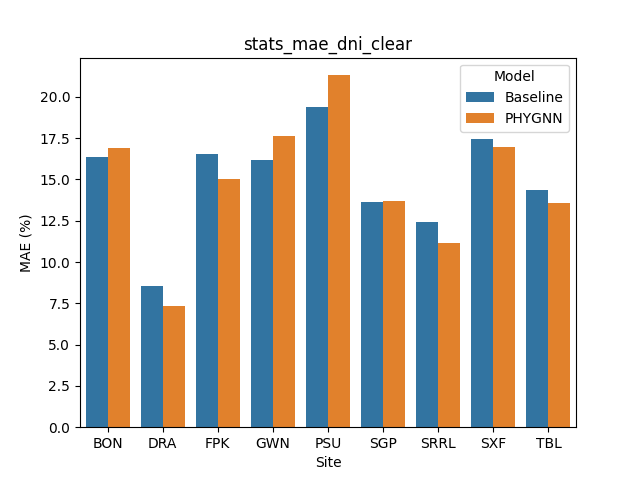 stats_mae_dni_clear
Model
Baseline
PHYGNN
MAE (%)
20.0
17.5
15.0
12.5
10.0
7.5
5.0
2.5
0.0
BON DRA FPK GWN PSU SGP SRRL SXF TBL
Site